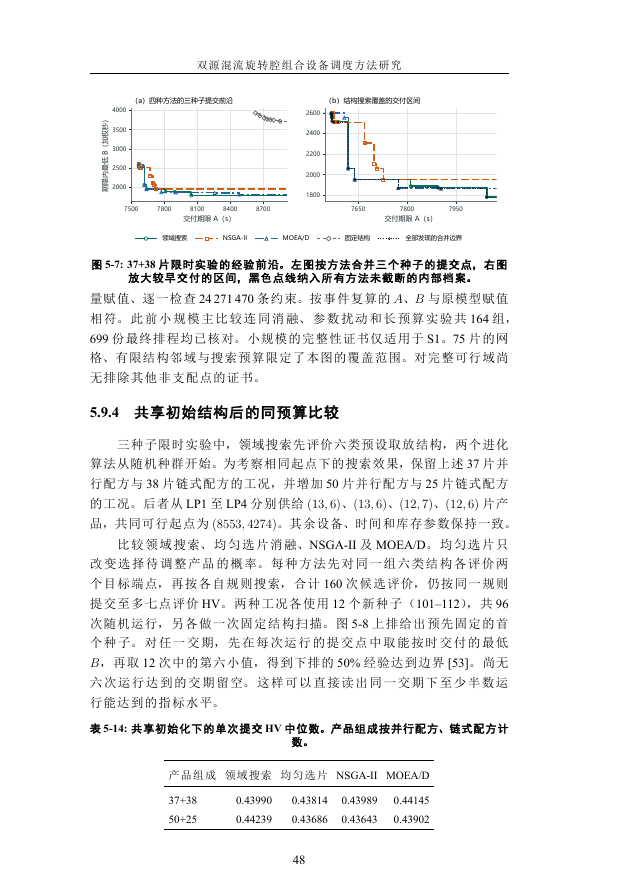 双源混流旋转腔组合设备调度方法研究
(a) 四种方法的三种子提交前沿
(b) 结构搜索覆盖的交付区间
期限内最低 B（加权秒）
4000
3500
3000
2500
2000
7500 7800 8100 8400 8700
交付期限 A（s）
2600
2400
2200
2000
1800
7650 7800 7950
交付期限 A（s）
领域搜索 NSGA-II MOEA/D 固定结构 全部发现的合并边界
图 5-7: 37+38 片限时实验的经验前沿。左图按方法合并三个种子的提交点，右图
放大较早交付的区间，黑色点线纳入所有方法未截断的内部档案。
量赋值、逐一检查 24 271 470 条约束。按事件复算的 A、B 与原模型赋值
相符。此前小规模主比较连同消融、参数扰动和长预算实验共 164 组，
699 份最终排程均已核对。小规模的完整性证书仅适用于 S1。75 片的网
格、有限结构邻域与搜索预算限定了本图的覆盖范围。对完整可行域尚
无排除其他非支配点的证书。
5.9.4 共享初始结构后的同预算比较
三种子限时实验中，领域搜索先评价六类预设取放结构，两个进化
算法从随机种群开始。为考察相同起点下的搜索效果，保留上述 37 片并
行配方与 38 片链式配方的工况，并增加 50 片并行配方与 25 片链式配方
的工况。后者从 LP1 至 LP4 分别供给 (13, 6)、(13, 6)、(12, 7)、(12, 6) 片产
品，共同可行起点为 (8553, 4274)。其余设备、时间和库存参数保持一致。
比较领域搜索、均匀选片消融、NSGA-II 及 MOEA/D。均匀选片只
改变选择待调整产品的概率。每种方法先对同一组六类结构各评价两
个目标端点，再按各自规则搜索，合计 160 次候选评价，仍按同一规则
提交至多七点评价 HV。两种工况各使用 12 个新种子（101–112），共 96
次随机运行，另各做一次固定结构扫描。图 5-8 上排给出预先固定的首
个种子。对任一交期，先在每次运行的提交点中取能按时交付的最低
B，再取 12 次中的第六小值，得到下排的 50% 经验达到边界 [53]。尚无
六次运行达到的交期留空。这样可以直接读出同一交期下至少半数运
行能达到的指标水平。
表 5-14: 共享初始化下的单次提交 HV 中位数。产品组成按并行配方、链式配方计
数。
产品组成 领域搜索 均匀选片 NSGA-II MOEA/D
37+38 0.43990 0.43814 0.43989 0.44145
50+25 0.44239 0.43686 0.43643 0.43902
48